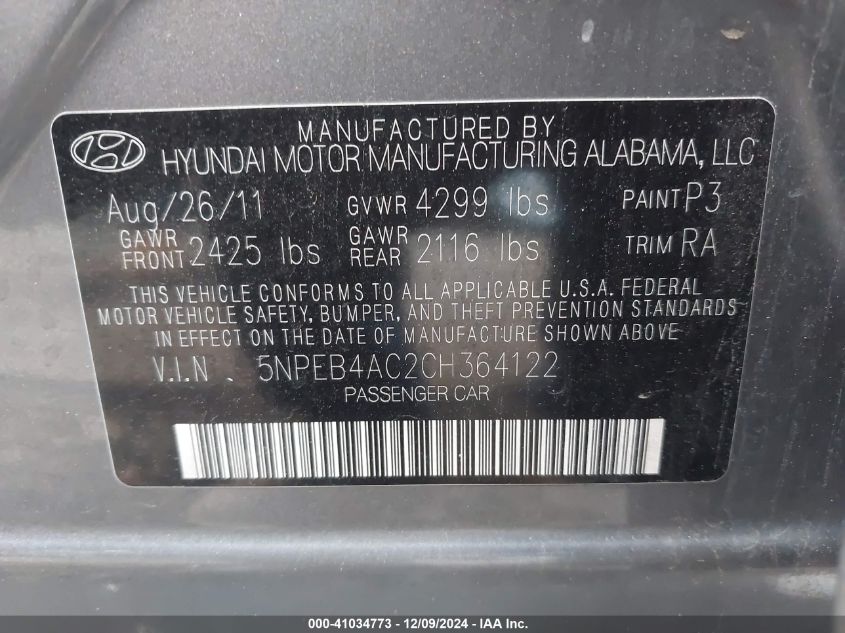 MANUFACTURED BY
HYUNDAI MOTOR MANUFACTURING ALABAMA, LLC
Aug/26/11 GVWR 4299 lbs PAINT P3
GAWR FRONT 2425 lbs GAWR REAR 2116 lbs TRIM RA
THIS VEHICLE CONFORMS TO ALL APPLICABLE U.S.A. FEDERAL
MOTOR VEHICLE SAFETY, BUMPER, AND THEFT PREVENTION STANDARDS
IN EFFECT ON THE DATE OF MANUFACTURE SHOWN ABOVE
V.I.N . 5NPEB4AC2CH364122
PASSENGER CAR
000-41034773 - 12/09/2024 - IAA Inc.